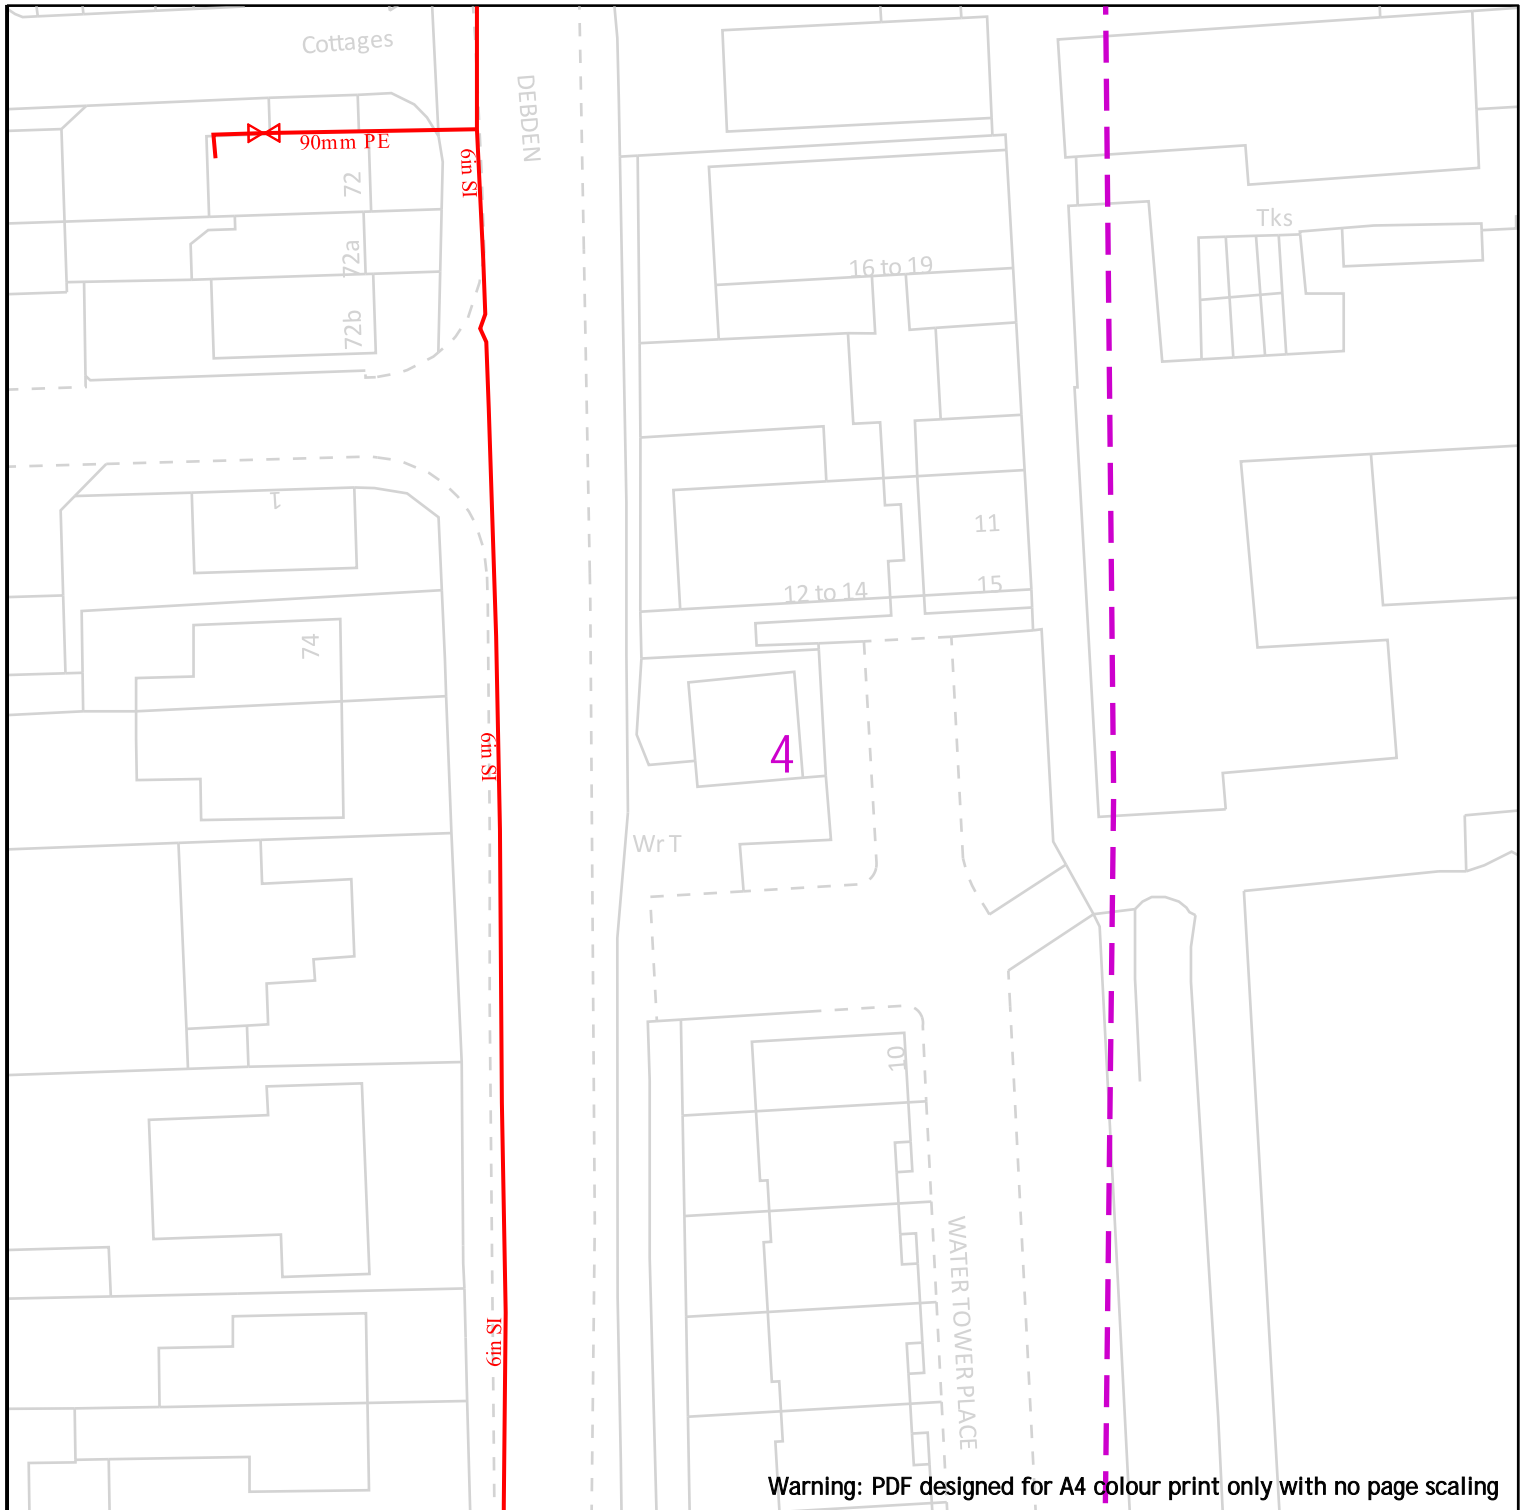 Cottages
DEBDEN
90mm PE
6in SI
72
Tks
72a
16 to 19
72b
1
11
12 to 14
15
74
6in SI
4
Wr T
10
WATER TOWER PLACE
6in SI
Warning: PDF designed for A4 colour print only with no page scaling